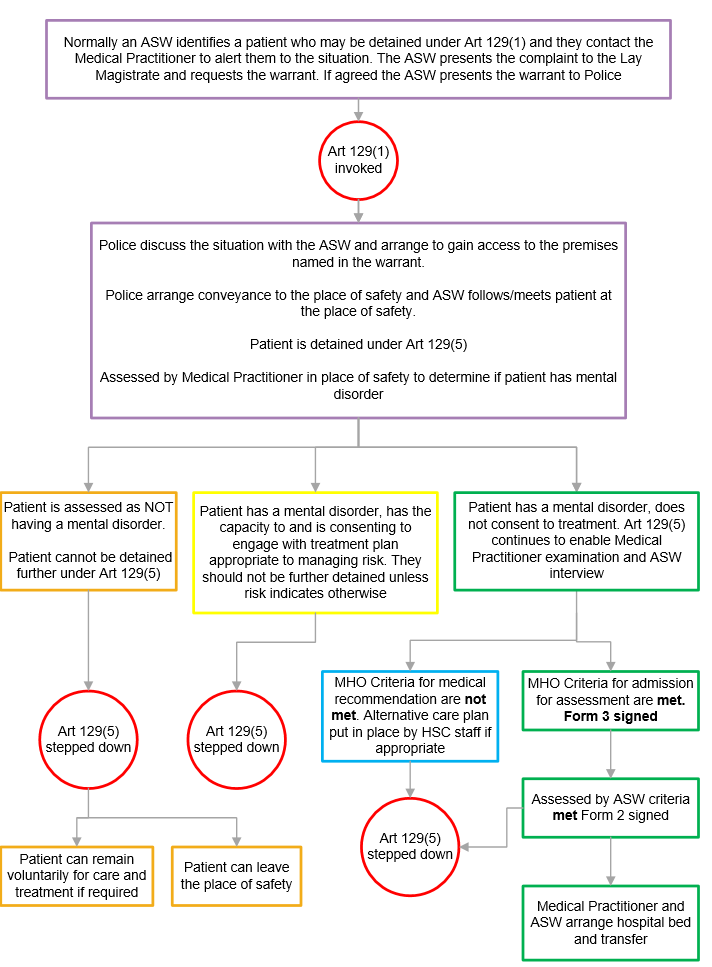 Normally an ASW identifies a patient who may be detained under Art 129(1) and they contact the
Medical Practitioner to alert them to the situation. The ASW presents the complaint to the Lay
Magistrate and requests the warrant. If agreed the ASW presents the warrant to Police
Art 129(1)
invoked
Police discuss the situation with the ASW and arrange to gain access to the premises
named in the warrant.
Police arrange conveyance to the place of safety and ASW follows/meets patient at
the place of safety.
Patient is detained under Art 129(5)
Assessed by Medical Practitioner in place of safety to determine if patient has mental
disorder
Patient is assessed as NOT
having a mental disorder.
Patient cannot be detained
further under Art 129(5)
Patient has a mental disorder, has the
capacity to and is consenting to
engage with treatment plan
appropriate to managing risk. They
should not be further detained unless
risk indicates otherwise
Patient has a mental disorder, does
not consent to treatment. Art 129(5)
continues to enable Medical
Practitioner examination and ASW
interview
MHO Criteria for medical
recommendation are not
met. Alternative care plan
put in place by HSC staff if
appropriate
MHO Criteria for admission
for assessment are met.
Form 3 signed
Art 129(5)
stepped down
Art 129(5)
stepped down
Assessed by ASW criteria
met Form 2 signed
Art 129(5)
stepped down
Patient can remain
voluntarily for care and
treatment if required
Patient can leave
the place of safety
Medical Practitioner and
ASW arrange hospital bed
and transfer